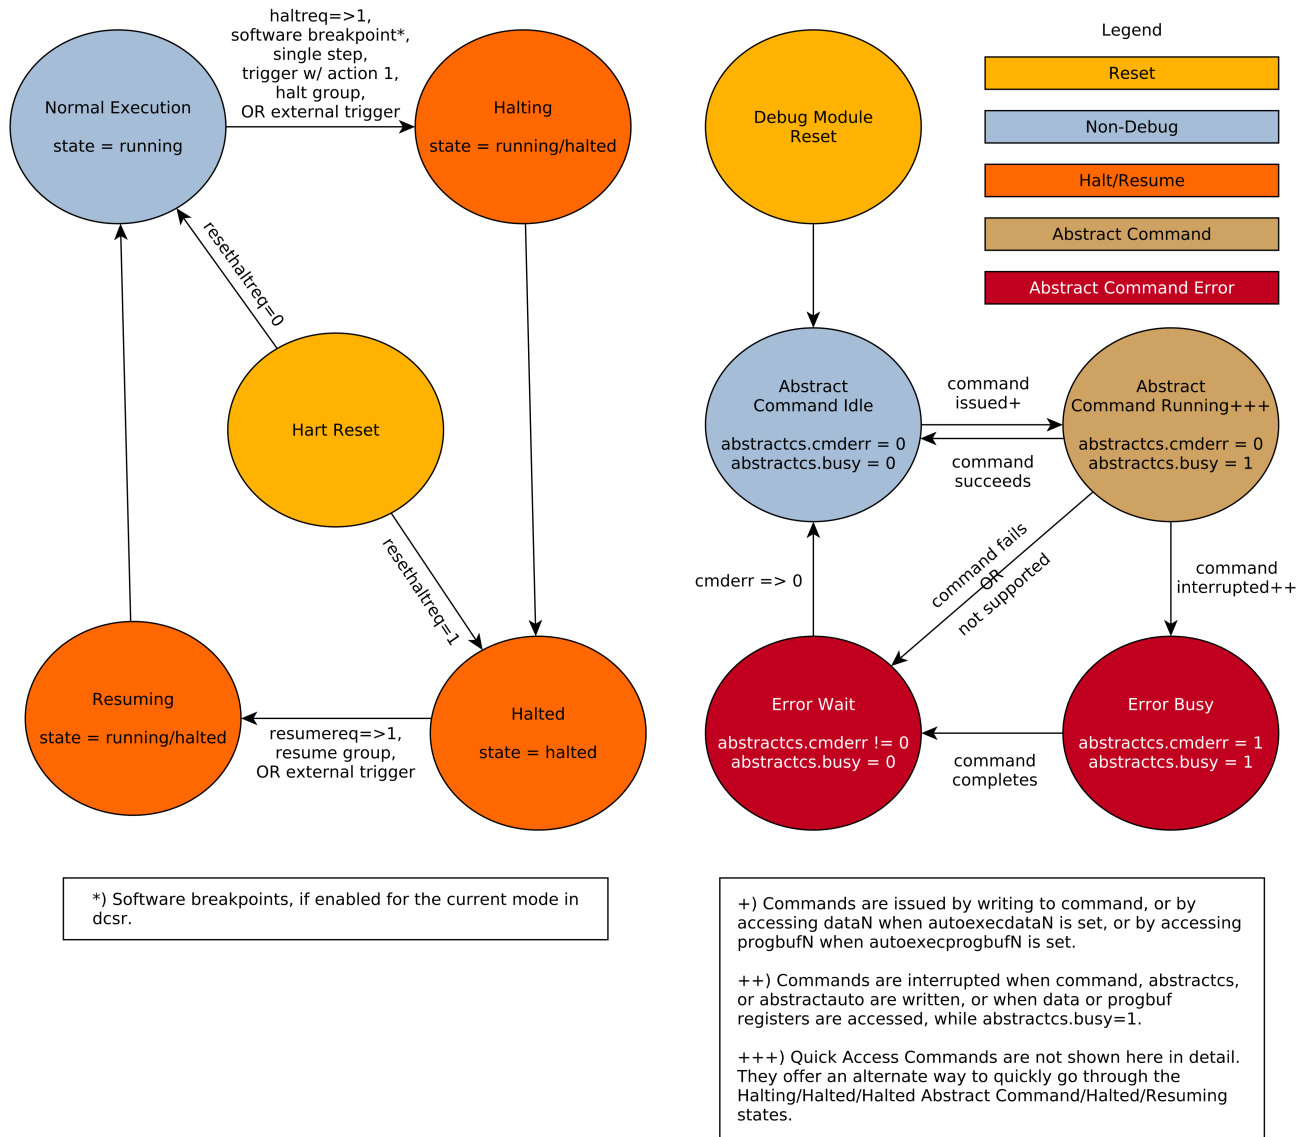 haltreq=>1,
software breakpoint*,
single step,
trigger w/ action 1,
halt group,
OR external trigger
Normal Execution
state = running
Halting
state = running/halted
resethaltreq=0
Hart Reset
resethaltreq=1
Resuming
state = running/halted
resumereq=>1,
resume group,
OR external trigger
Halted
state = halted
*) Software breakpoints, if enabled for the current mode in
dcsr.
Debug Module
Reset
Legend
Reset
Non-Debug
Halt/Resume
Abstract Command
Abstract Command Error
Abstract
Command Idle
abstractcs.cmderr = 0
abstractcs.busy = 0
command
issued+
command
succeeds
Abstract
Command Running+++
abstractcs.cmderr = 0
abstractcs.busy = 1
cmderr => 0
command fails
OR
not supported
command
interrupted++
Error Wait
abstractcs.cmderr != 0
abstractcs.busy = 0
command
completes
Error Busy
abstractcs.cmderr = 1
abstractcs.busy = 1
+) Commands are issued by writing to command, or by
accessing dataN when autoexecdataN is set, or by accessing
progbufN when autoexecprogbufN is set.
++) Commands are interrupted when command, abstractcs,
or abstractauto are written, or when data or progbuf
registers are accessed, while abstractcs.busy=1.
+++) Quick Access Commands are not shown here in detail.
They offer an alternate way to quickly go through the
Halting/Halted/Halted Abstract Command/Halted/Resuming
states.